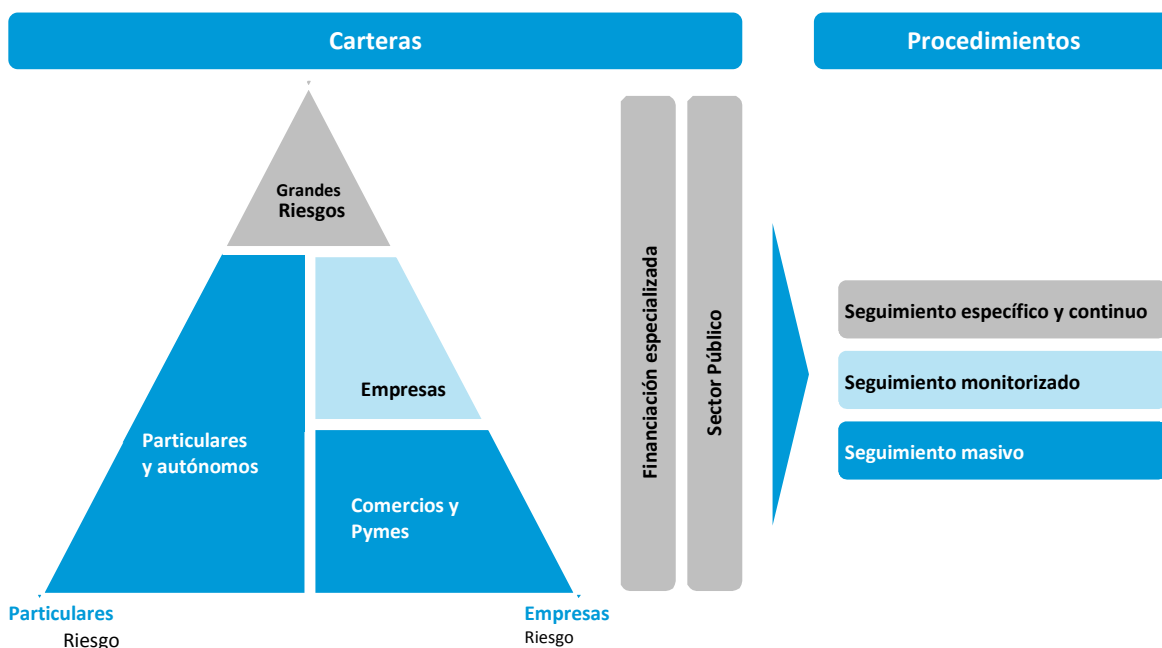 Carteras
Procedimientos
Grandes
Riesgos
Empresas
Particulares
y autónomos
Comercios y
Pymes
Financiación especializada
Sector Público
Seguimiento específico y continuo
Seguimiento monitorizado
Seguimiento masivo
Particulares
Riesgo
Empresas
Riesgo